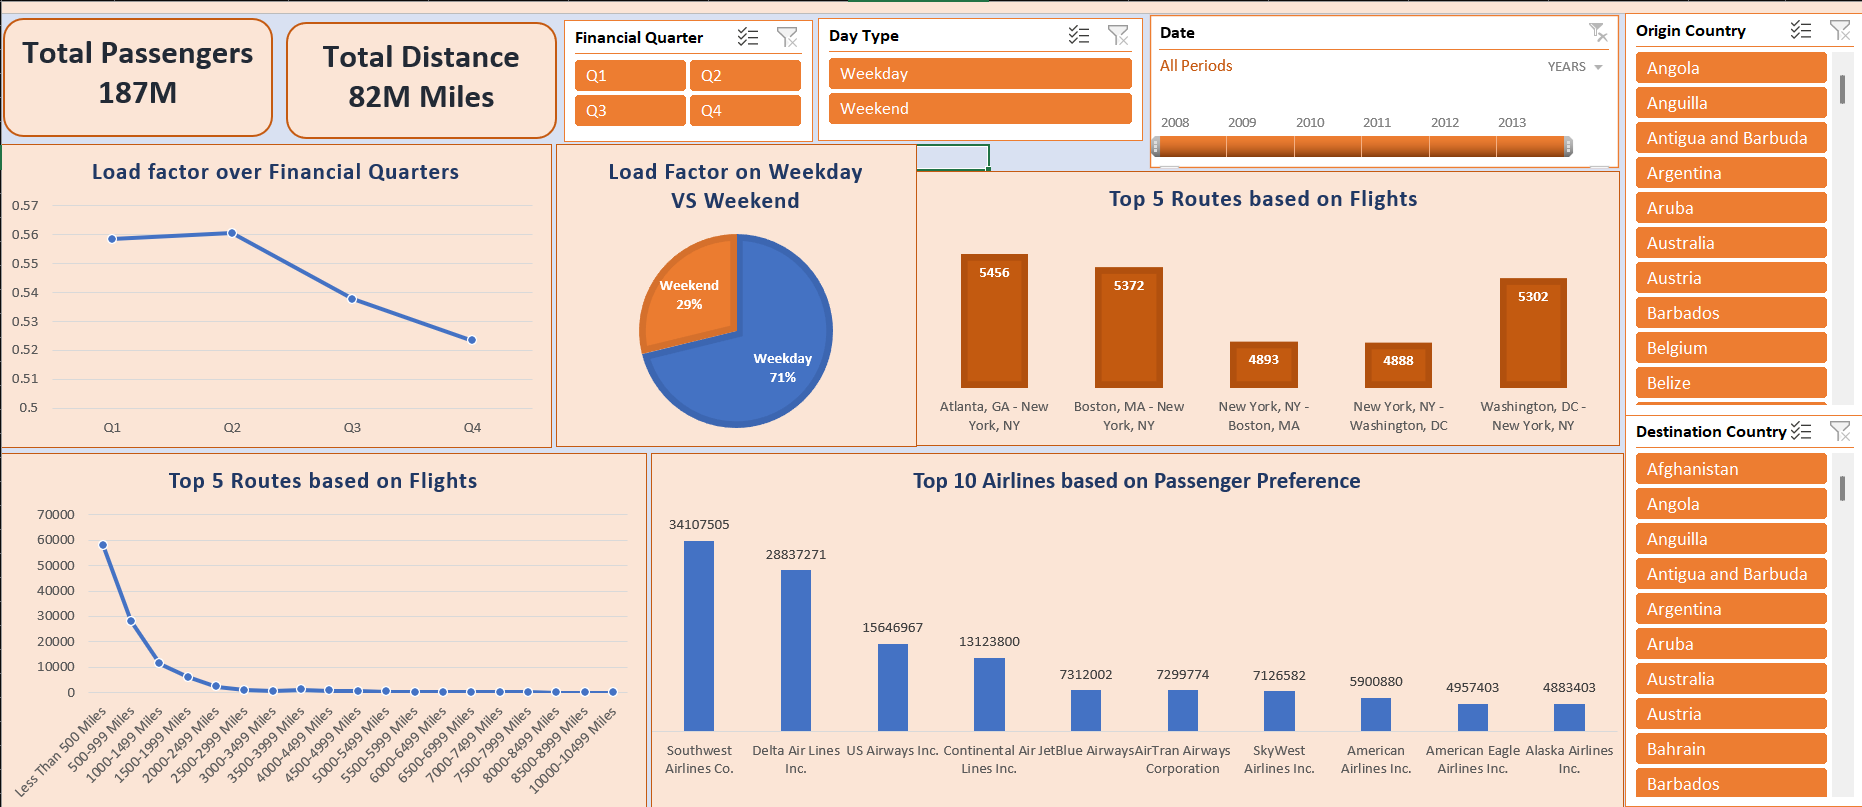 Total Passengers
187M
Total Distance
82M Miles
Financial Quarter
Q1
Q2
Q3
Q4
Day Type
Weekday
Weekend
Date
All Periods
YEARS
2008
2009
2010
2011
2012
2013
Origin Country
Angola
Anguilla
Antigua and Barbuda
Argentina
Aruba
Australia
Austria
Barbados
Belgium
Belize
Load factor over Financial Quarters
0.57
0.56
0.55
0.54
0.53
0.52
0.51
0.5
Q1
Q2
Q3
Q4
Load Factor on Weekday
VS Weekend
Weekend
29%
Weekday
71%
Top 5 Routes based on Flights
5456
5372
4893
4888
5302
Atlanta, GA - New
York, NY
Boston, MA - New
York, NY
New York, NY -
Boston, MA
New York, NY -
Washington, DC
Washington, DC -
New York, NY
Destination Country
Afghanistan
Angola
Anguilla
Antigua and Barbuda
Argentina
Aruba
Australia
Austria
Bahrain
Barbados
Top 5 Routes based on Flights
70000
60000
50000
40000
30000
20000
10000
0
Less Than 500 Miles
500-999 Miles
1000-1499 Miles
1500-1999 Miles
2000-2499 Miles
2500-2999 Miles
3000-3499 Miles
3500-3999 Miles
4000-4499 Miles
4500-4999 Miles
5000-5499 Miles
5500-5999 Miles
6000-6499 Miles
6500-6999 Miles
7000-7499 Miles
7500-7999 Miles
8000-8499 Miles
8500-8999 Miles
10000-10499 Miles
Top 10 Airlines based on Passenger Preference
34107505
28837271
15646967
13123800
7312002
7299774
7126582
5900880
4957403
4883403
Southwest
Airlines Co.
Delta Air Lines
Inc.
US Airways Inc.
Continental Air
Lines Inc.
JetBlue Airways
AirTran Airways
Corporation
SkyWest
Airlines Inc.
American
Airlines Inc.
American Eagle
Airlines Inc.
Alaska Airlines
Inc.